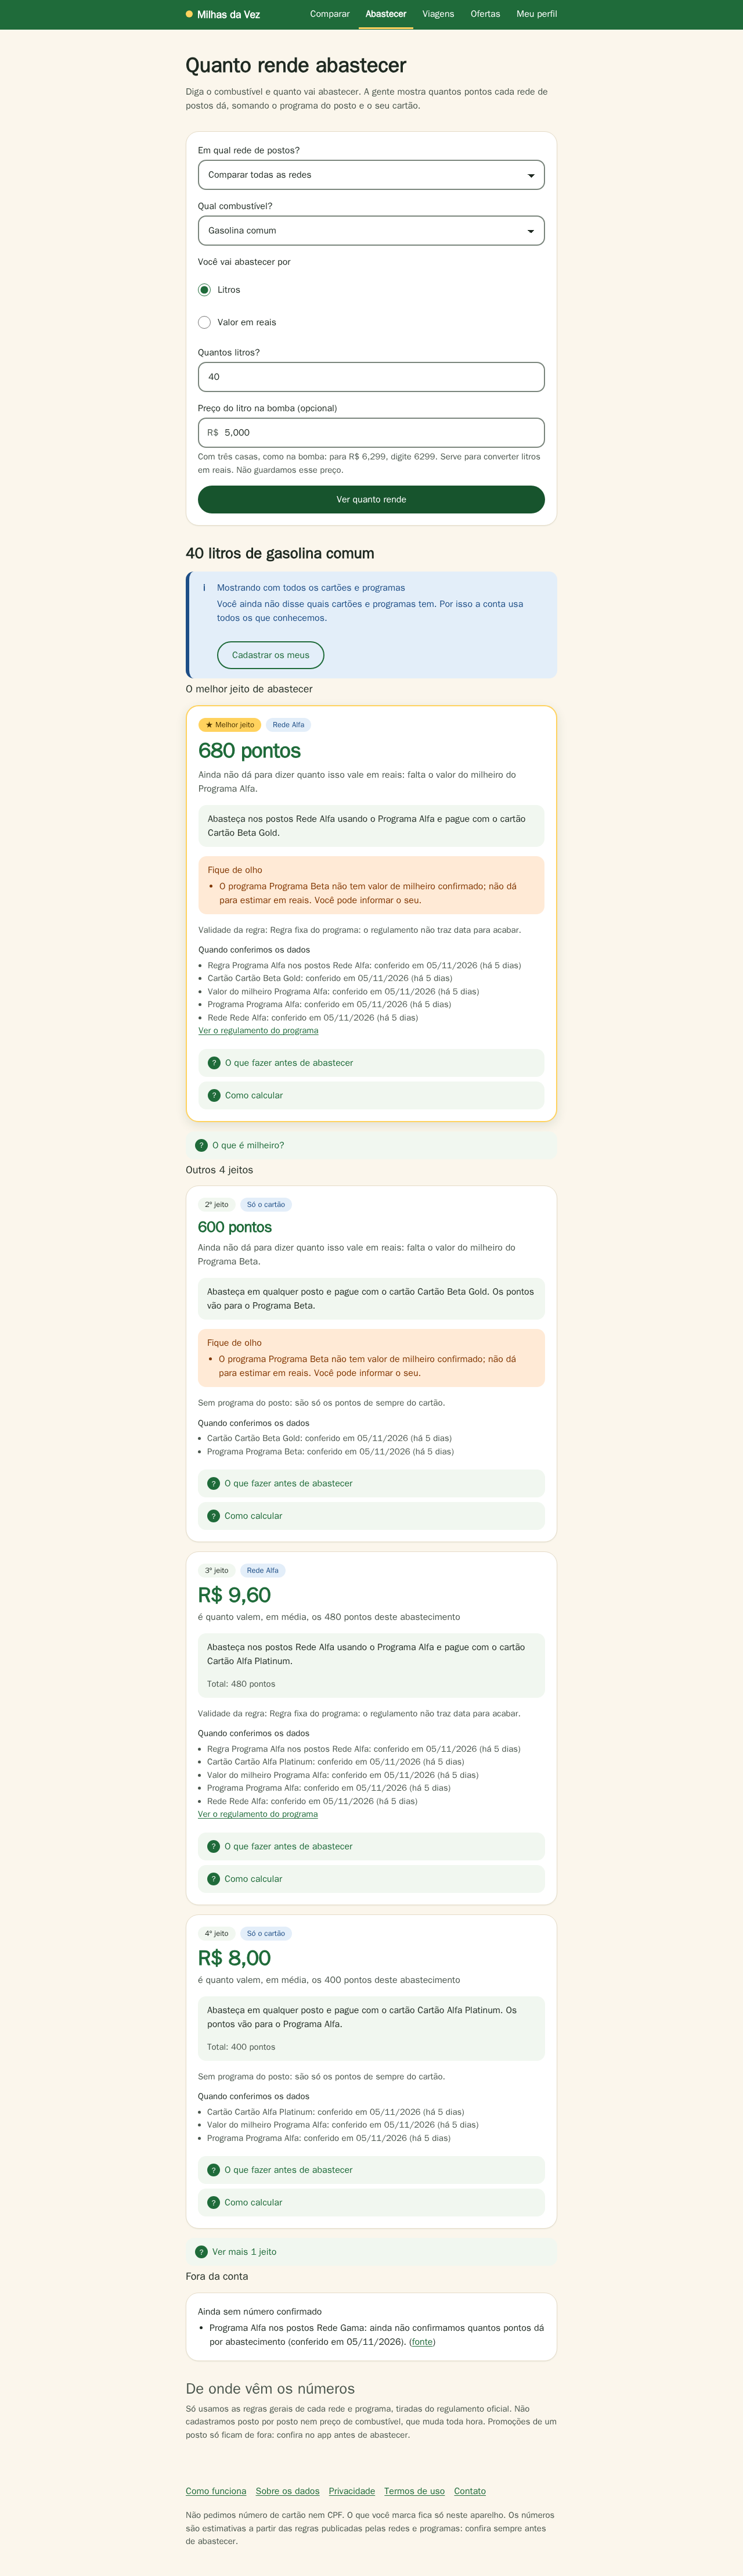 Milhas da Vez
Comparar
Abastecer
Viagens
Ofertas
Meu perfil
Quanto rende abastecer
Diga o combustível e quanto vai abastecer. A gente mostra quantos pontos cada rede de
postos dá, somando o programa do posto e o seu cartão.
Em qual rede de postos?
Comparar todas as redes
Qual combustível?
Gasolina comum
Você vai abastecer por
Litros
Valor em reais
Quantos litros?
40
Preço do litro na bomba (opcional)
R$ 5,000
Com três casas, como na bomba: para R$ 6,299, digite 6299. Serve para converter litros
em reais. Não guardamos esse preço.
Ver quanto rende
40 litros de gasolina comum
i Mostrando com todos os cartões e programas
Você ainda não disse quais cartões e programas tem. Por isso a conta usa
todos os que conhecemos.
Cadastrar os meus
O melhor jeito de abastecer
★ Melhor jeito
Rede Alfa
680 pontos
Ainda não dá para dizer quanto isso vale em reais: falta o valor do milheiro do
Programa Alfa.
Abasteça nos postos Rede Alfa usando o Programa Alfa e pague com o cartão
Cartão Beta Gold.
Fique de olho
• O programa Programa Beta não tem valor de milheiro confirmado; não dá
para estimar em reais. Você pode informar o seu.
Validade da regra: Regra fixa do programa: o regulamento não traz data para acabar.
Quando conferimos os dados
• Regra Programa Alfa nos postos Rede Alfa: conferido em 05/11/2026 (há 5 dias)
• Cartão Cartão Beta Gold: conferido em 05/11/2026 (há 5 dias)
• Valor do milheiro Programa Alfa: conferido em 05/11/2026 (há 5 dias)
• Programa Programa Alfa: conferido em 05/11/2026 (há 5 dias)
• Rede Rede Alfa: conferido em 05/11/2026 (há 5 dias)
Ver o regulamento do programa
? O que fazer antes de abastecer
? Como calcular
? O que é milheiro?
Outros 4 jeitos
2º jeito
Só o cartão
600 pontos
Ainda não dá para dizer quanto isso vale em reais: falta o valor do milheiro do
Programa Beta.
Abasteça em qualquer posto e pague com o cartão Cartão Beta Gold. Os pontos
vão para o Programa Beta.
Fique de olho
• O programa Programa Beta não tem valor de milheiro confirmado; não dá
para estimar em reais. Você pode informar o seu.
Sem programa do posto: são só os pontos de sempre do cartão.
Quando conferimos os dados
• Cartão Cartão Beta Gold: conferido em 05/11/2026 (há 5 dias)
• Programa Programa Beta: conferido em 05/11/2026 (há 5 dias)
? O que fazer antes de abastecer
? Como calcular
3º jeito
Rede Alfa
R$ 9,60
é quanto valem, em média, os 480 pontos deste abastecimento
Abasteça nos postos Rede Alfa usando o Programa Alfa e pague com o cartão
Cartão Alfa Platinum.
Total: 480 pontos
Validade da regra: Regra fixa do programa: o regulamento não traz data para acabar.
Quando conferimos os dados
• Regra Programa Alfa nos postos Rede Alfa: conferido em 05/11/2026 (há 5 dias)
• Cartão Cartão Alfa Platinum: conferido em 05/11/2026 (há 5 dias)
• Valor do milheiro Programa Alfa: conferido em 05/11/2026 (há 5 dias)
• Programa Programa Alfa: conferido em 05/11/2026 (há 5 dias)
• Rede Rede Alfa: conferido em 05/11/2026 (há 5 dias)
Ver o regulamento do programa
? O que fazer antes de abastecer
? Como calcular
4º jeito
Só o cartão
R$ 8,00
é quanto valem, em média, os 400 pontos deste abastecimento
Abasteça em qualquer posto e pague com o cartão Cartão Alfa Platinum. Os
pontos vão para o Programa Alfa.
Total: 400 pontos
Sem programa do posto: são só os pontos de sempre do cartão.
Quando conferimos os dados
• Cartão Cartão Alfa Platinum: conferido em 05/11/2026 (há 5 dias)
• Valor do milheiro Programa Alfa: conferido em 05/11/2026 (há 5 dias)
• Programa Programa Alfa: conferido em 05/11/2026 (há 5 dias)
? O que fazer antes de abastecer
? Como calcular
? Ver mais 1 jeito
Fora da conta
Ainda sem número confirmado
• Programa Alfa nos postos Rede Gama: ainda não confirmamos quantos pontos dá
por abastecimento (conferido em 05/11/2026). (fonte)
De onde vêm os números
Só usamos as regras gerais de cada rede e programa, tiradas do regulamento oficial. Não
cadastramos posto por posto nem preço de combustível, que muda toda hora. Promoções de um
posto só ficam de fora: confira no app antes de abastecer.
Como funciona
Sobre os dados
Privacidade
Termos de uso
Contato
Não pedimos número de cartão nem CPF. O que você marca fica só neste aparelho. Os números
são estimativas a partir das regras publicadas pelas redes e programas: confira sempre antes
de abastecer.